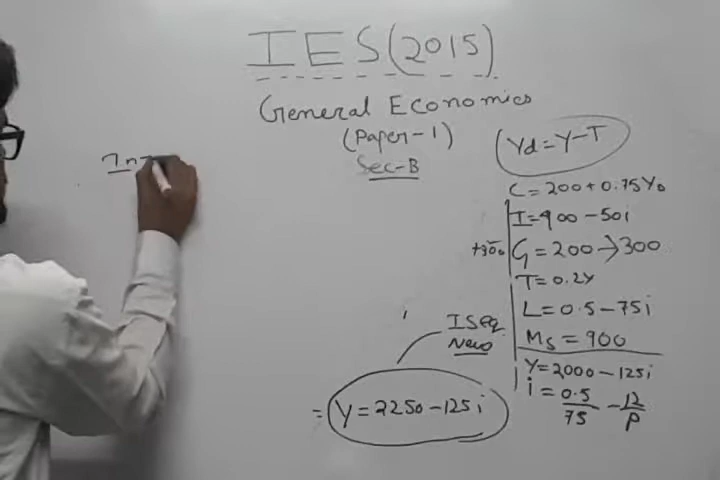 IES(2015)
General Economics
(Paper-1)
Sec-B
Yd=Y-T
C=200+0.75YD
I=900-50i
G=200→300
T=0.2Y
L=0.5-75i
Ms=900
Y=2000-125i
i=0.5/75-12/P
IS eq
New
=Y=2250-125i